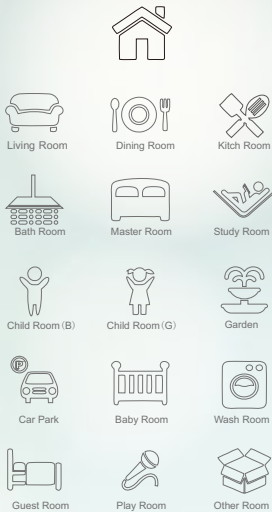 Living Room
Dining Room
Kitch Room
Bath Room
Master Room
Study Room
Child Room（B）
Child Room（G）
Garden
P
Car Park
Baby Room
Wash Room
Guest Room
Play Room
Other Room